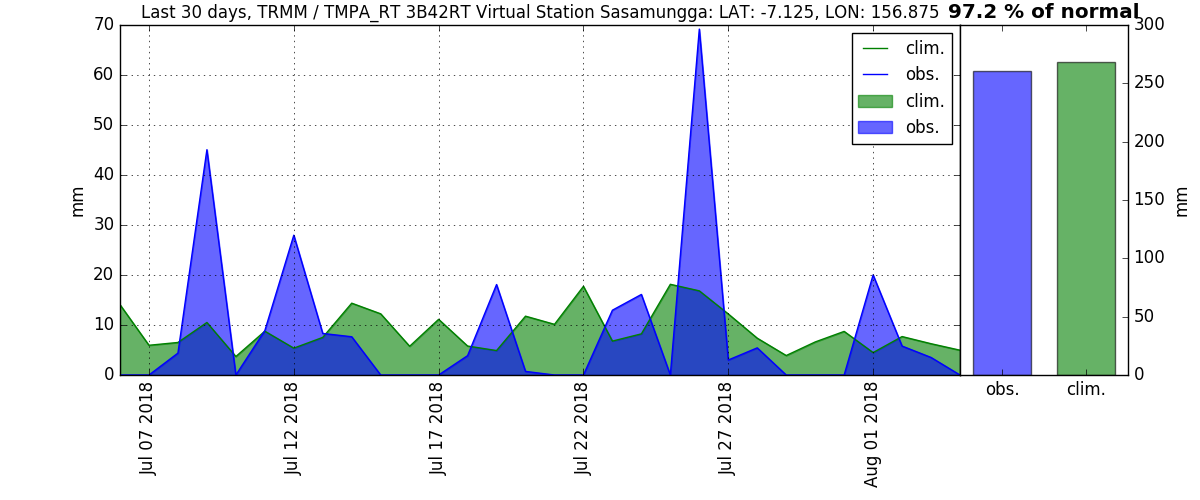 Last 30 days, TRMM / TMPA_RT 3B42RT Virtual Station Sasamungga: LAT: -7.125, LON: 156.875
97.2 % of normal
70
60
50
40
30
20
10
0
mm
clim.
obs.
clim.
obs.
Jul 07 2018
Jul 12 2018
Jul 17 2018
Jul 22 2018
Jul 27 2018
Aug 01 2018
300
250
200
150
100
50
0
mm
obs.
clim.